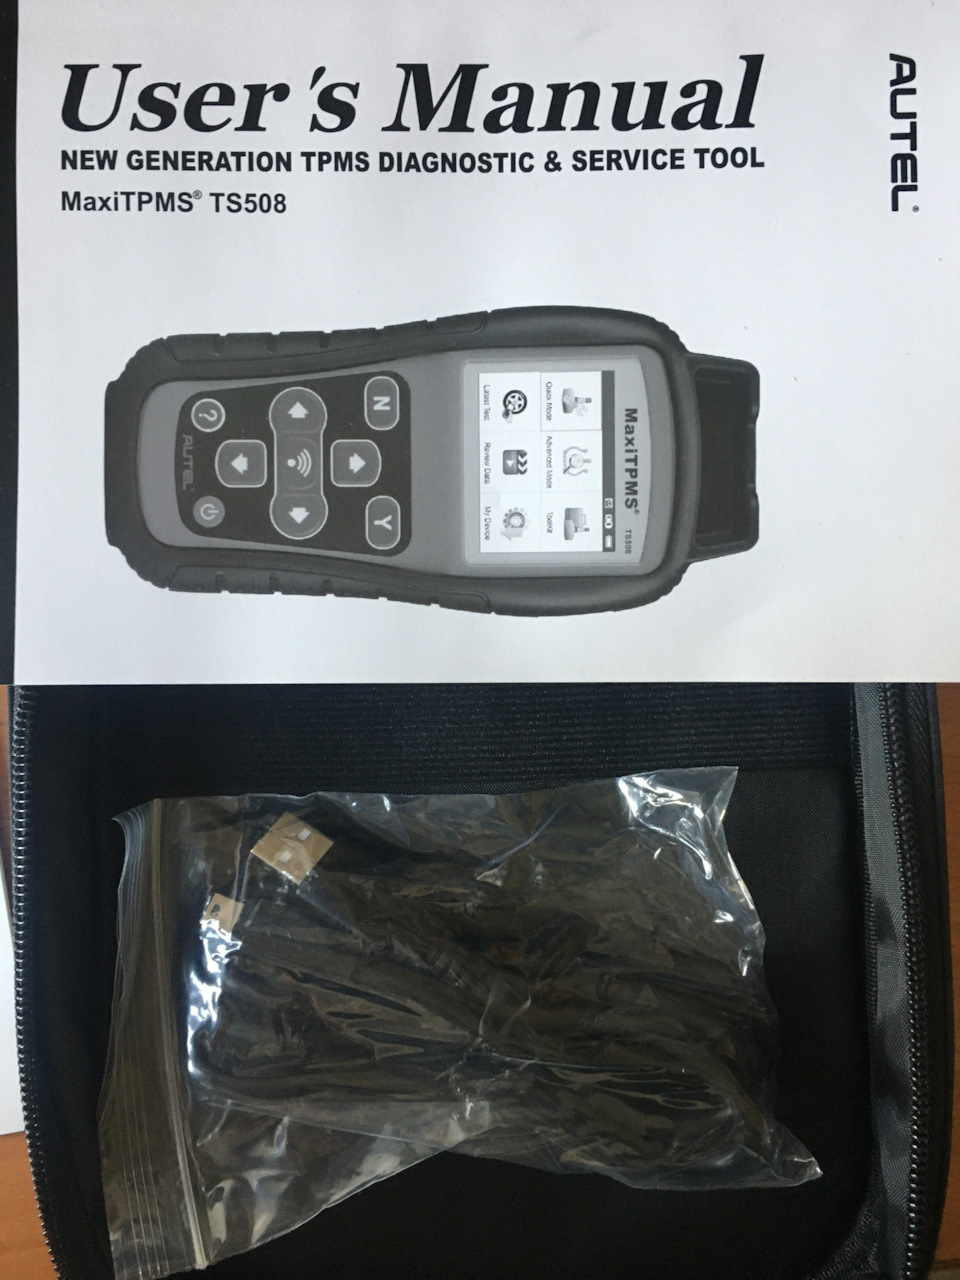 User's Manual
NEW GENERATION TPMS DIAGNOSTIC & SERVICE TOOL
MaxiTPMS® TS508
AUTEL®
MaxiTPMS® TS508
Quick Mode
Advanced Mode
Toolkit
Latest Test
Review Data
My Device
N
Y
?
AUTEL